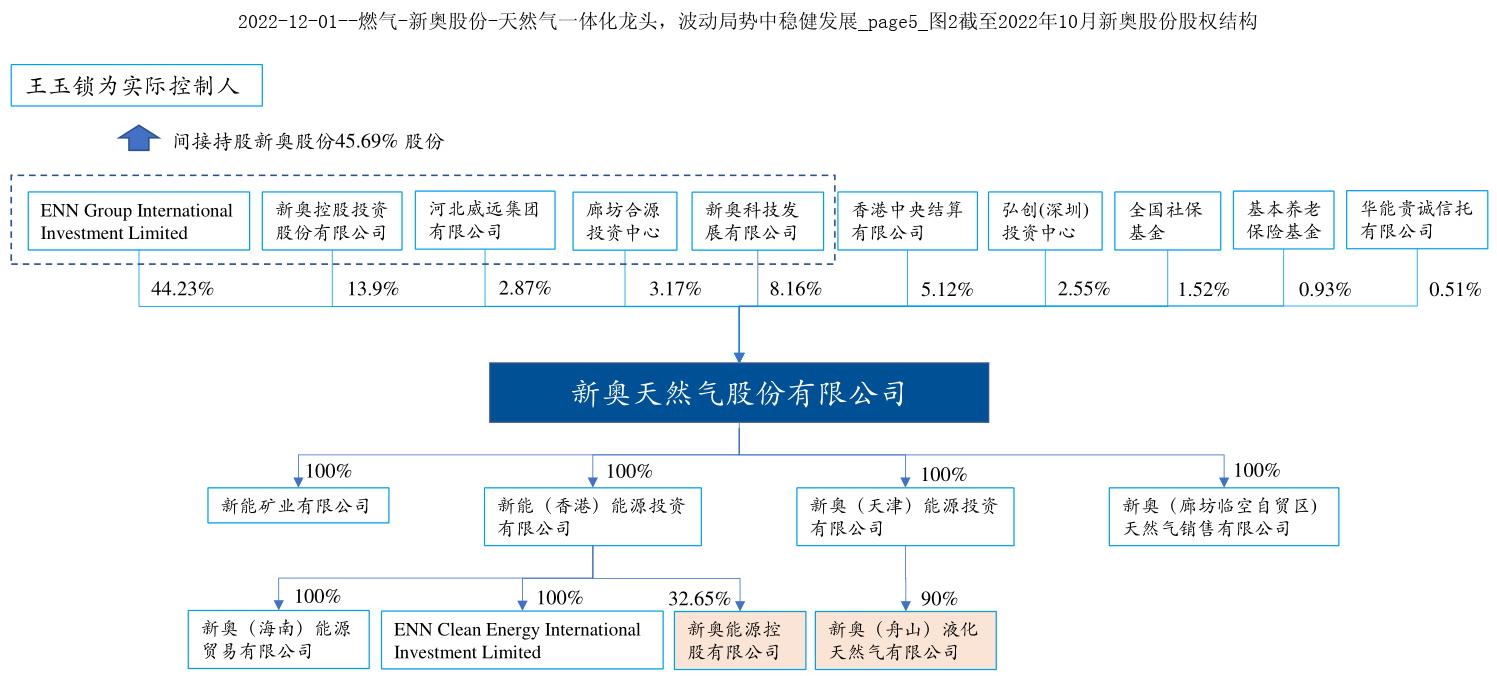 2022-12-01--燃气-新奥股份-天然气一体化龙头，波动局势中稳健发展_page5_图2截至2022年10月新奥股份股权结构
王玉锁为实际控制人
间接持股新奥股份45.69% 股份
ENN Group International
Investment Limited
新奥控股投资
股份有限公司
河北威远集团
有限公司
廊坊合源
投资中心
新奥科技发
展有限公司
香港中央结算
有限公司
弘创(深圳)
投资中心
全国社保
基金
基本养老
保险基金
华能贵诚信托
有限公司
44.23%
13.9%
2.87%
3.17%
8.16%
5.12%
2.55%
1.52%
0.93%
0.51%
新奥天然气股份有限公司
100%
100%
100%
100%
新能矿业有限公司
新能（香港）能源投资
有限公司
新奥（天津）能源投资
有限公司
新奥（廊坊临空自贸区)
天然气销售有限公司
100%
100%
32.65%
90%
新奥（海南）能源
贸易有限公司
ENN Clean Energy International
Investment Limited
新奥能源控
股有限公司
新奥（舟山）液化
天然气有限公司